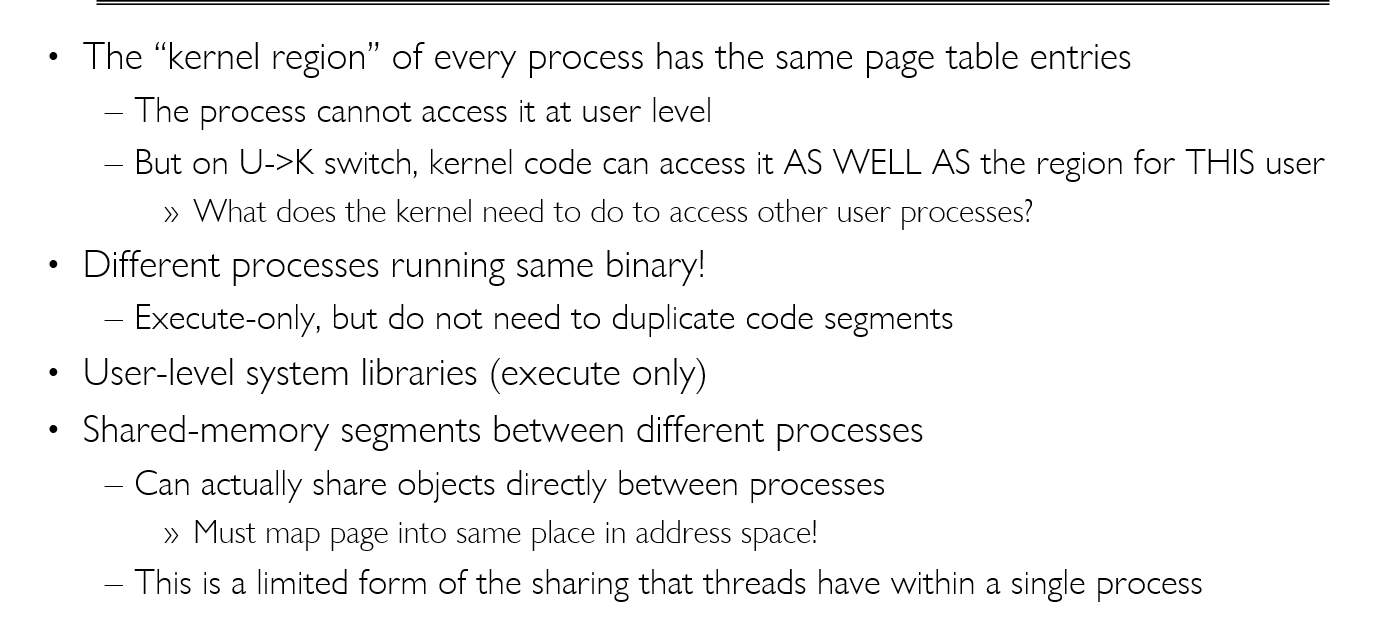 • The “kernel region” of every process has the same page table entries
– The process cannot access it at user level
– But on U->K switch, kernel code can access it AS WELL AS the region for THIS user
» What does the kernel need to do to access other user processes?
• Different processes running same binary!
– Execute-only, but do not need to duplicate code segments
• User-level system libraries (execute only)
• Shared-memory segments between different processes
– Can actually share objects directly between processes
» Must map page into same place in address space!
– This is a limited form of the sharing that threads have within a single process